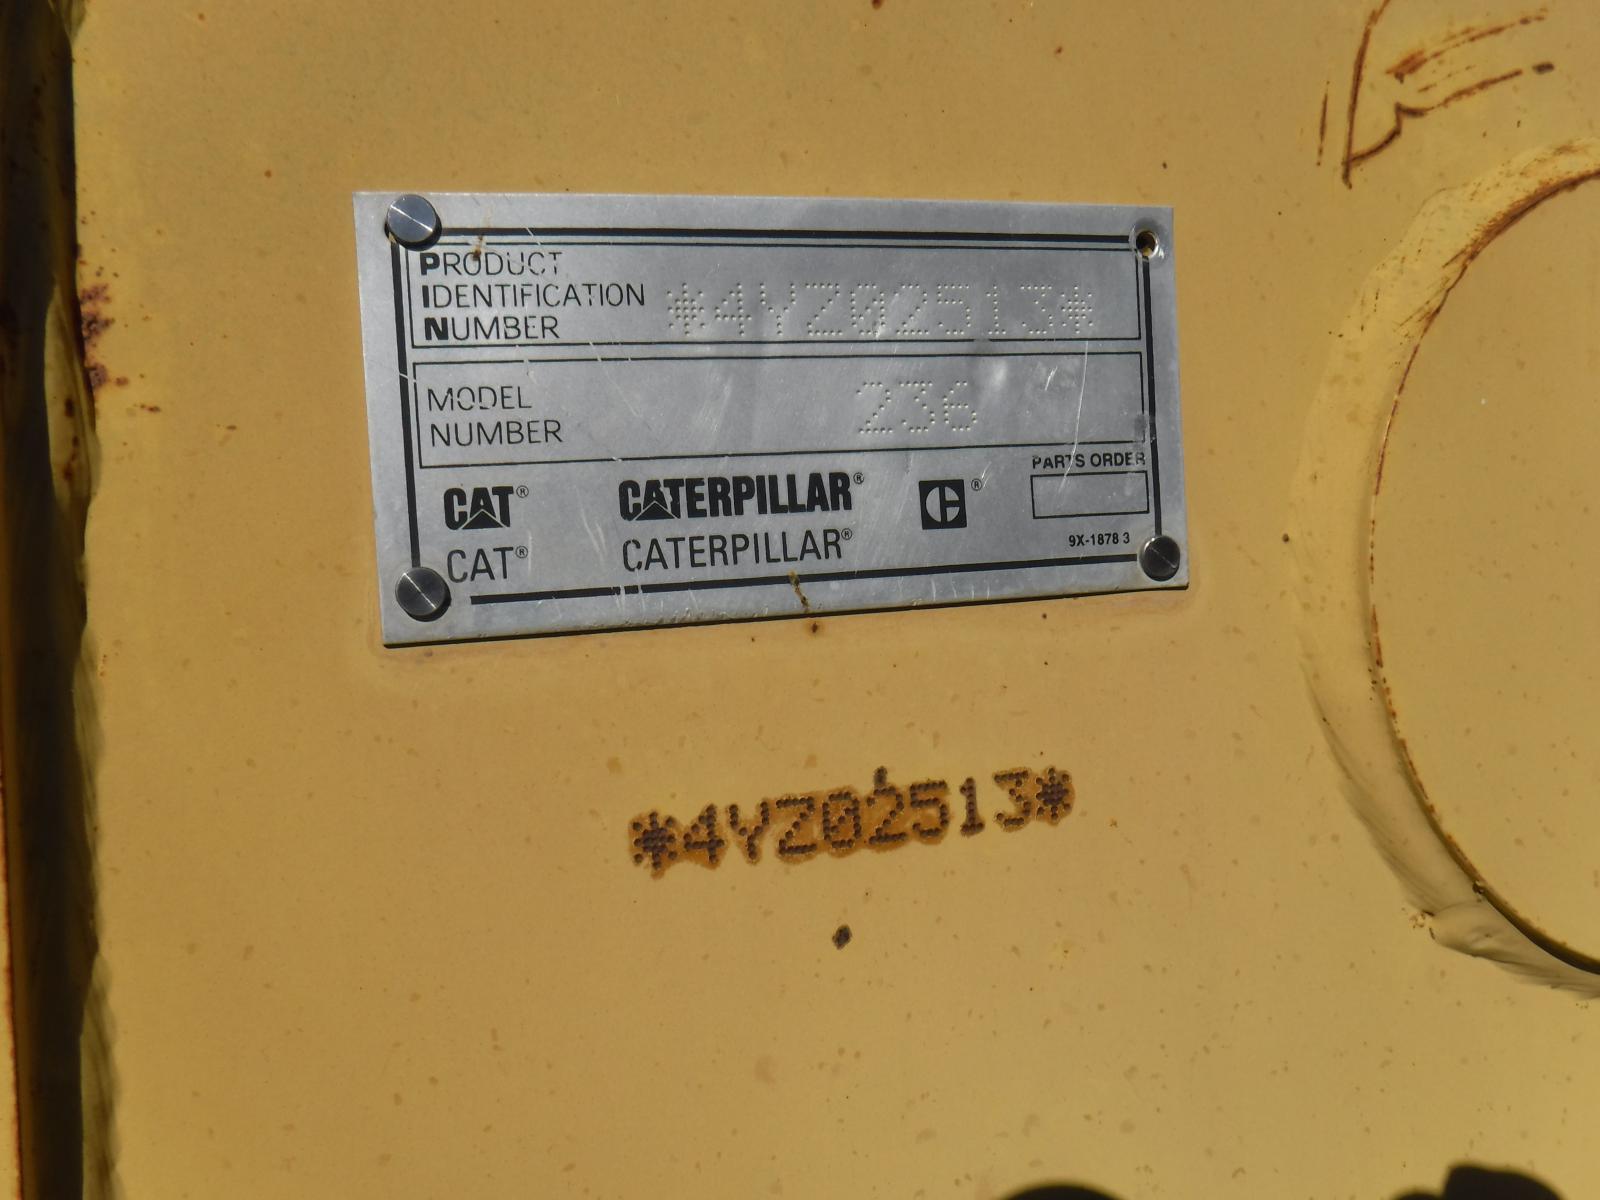 PRODUCT
IDENTIFICATION
NUMBER
*4YZ02513*
MODEL
NUMBER
236
PARTS ORDER
CAT® CATERPILLAR® ®
CAT® CATERPILLAR®
9X-1878 3
*4YZ02513*